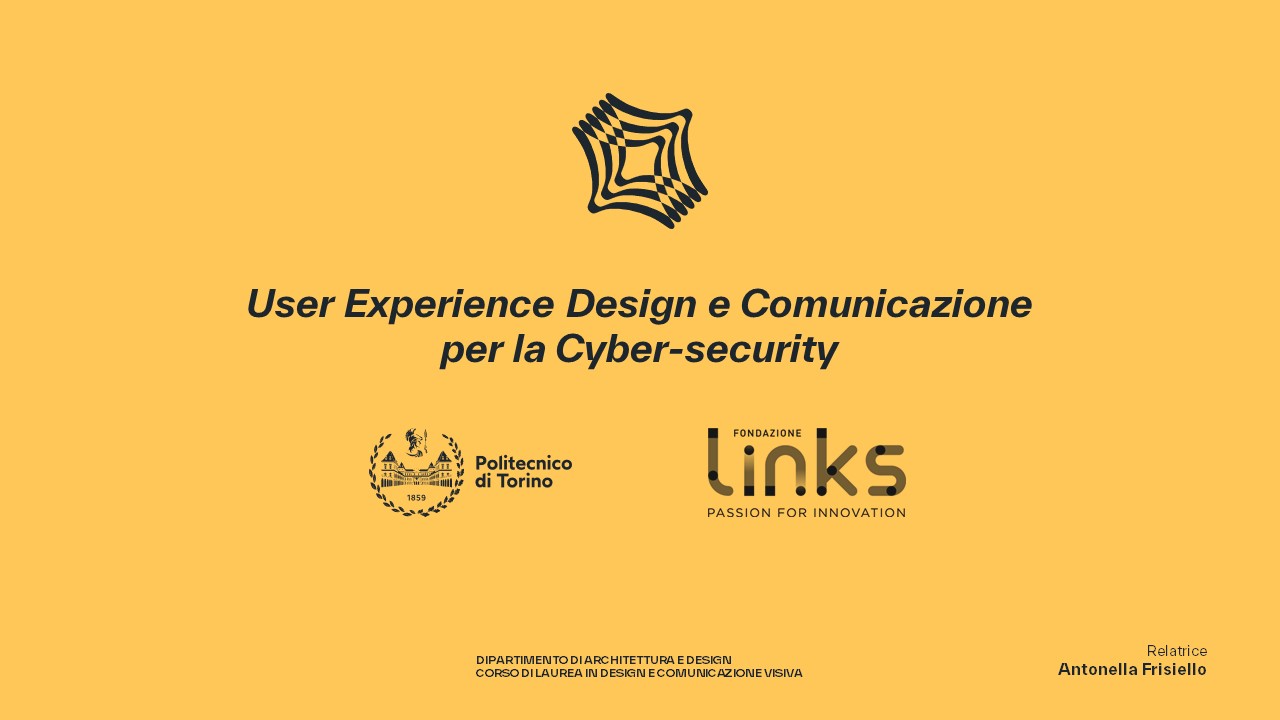 User Experience Design e Comunicazione
per la Cyber-security
1859
Politecnico
di Torino
FONDAZIONE
links
PASSION FOR INNOVATION
DIPARTIMENTO DI ARCHITETTURA E DESIGN
CORSO DI LAUREA IN DESIGN E COMUNICAZIONE VISIVA
Relatrice
Antonella Frisiello